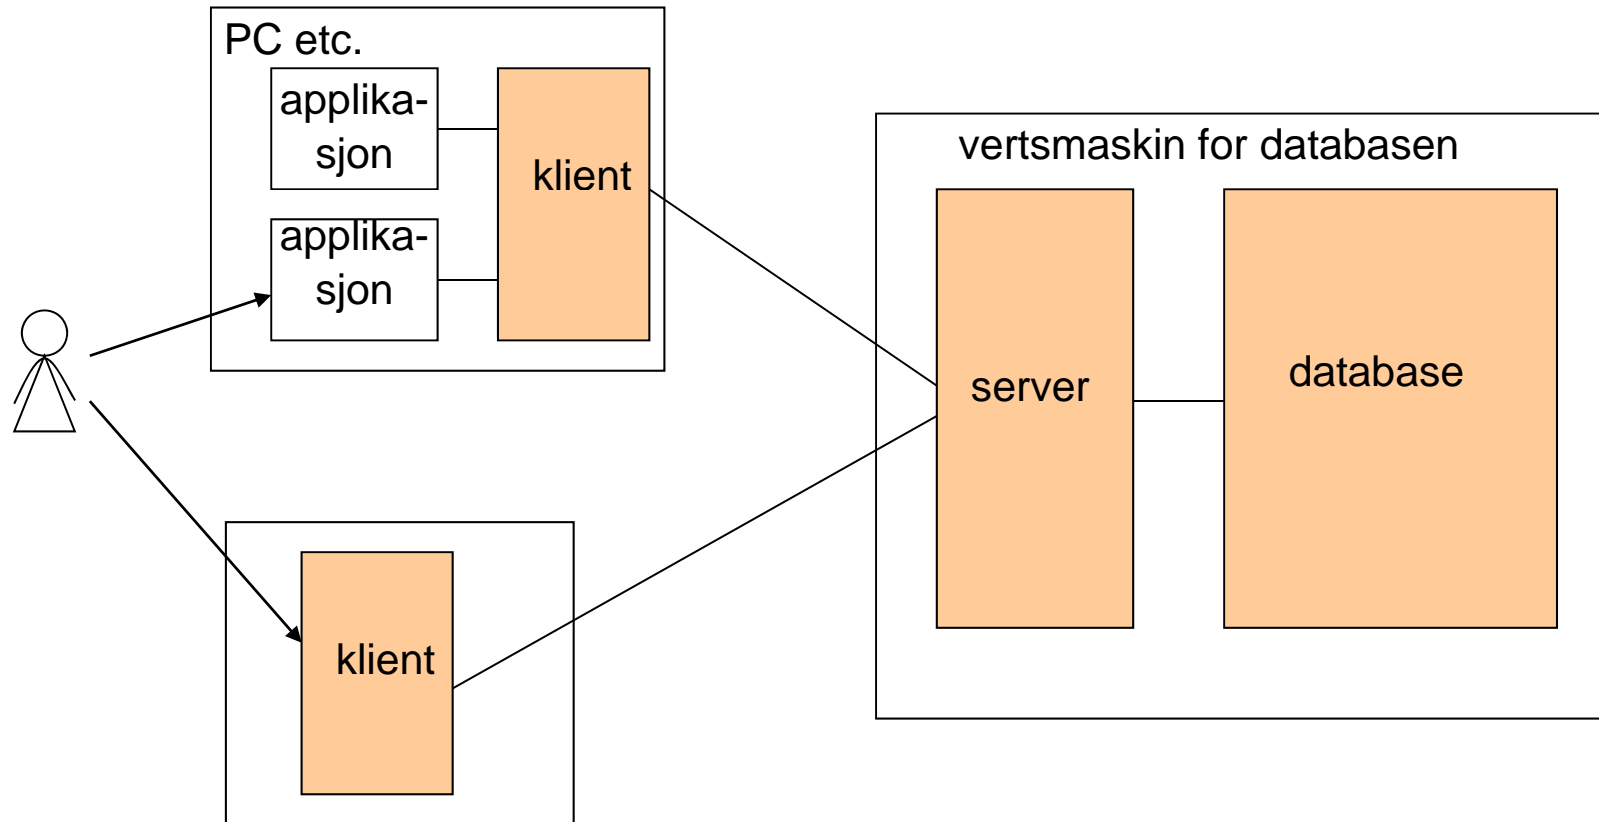 PC etc.
applika-
sjon
klient
applika-
sjon
vertsmaskin for databasen
server
database
klient